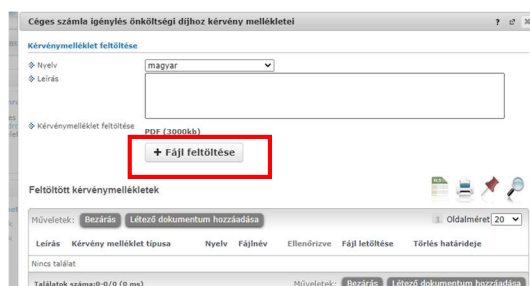 Céges számla igénylés önköltségi díjhoz kérvény mellékletei
Kérvénymelléklet feltöltése
Nyelv magyar
Leírás
Kérvénymelléklet feltöltése PDF (3000kb)
+ Fájl feltöltése
Feltöltött kérvénymellékletek
Műveletek: Bezárás Létező dokumentum hozzáadása 1 Oldalméret 20
Leírás Kérvény melléklet típusa Nyelv Fájlnév Ellenőrizve Fájl letöltése Törlés határideje
Nincs találat
Találatok száma:0-0/0 (0 ms) Műveletek: Bezárás Létező dokumentum hozzáadása